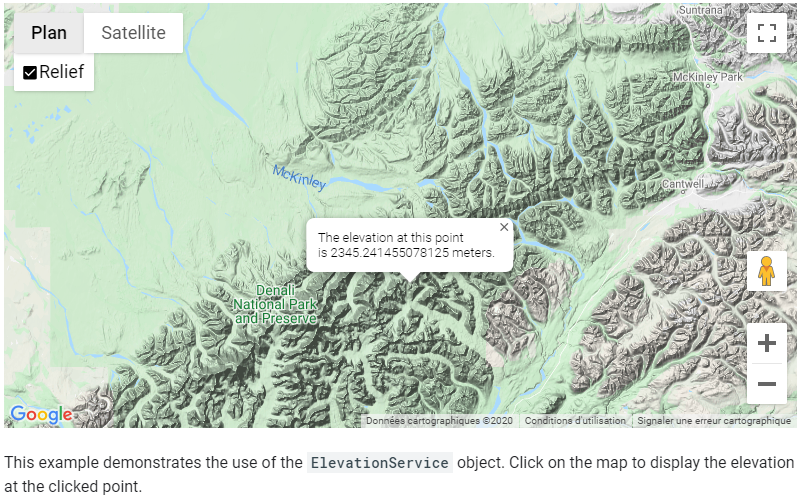 Plan
Satellite
Relief
Suntrana
McKinley Park
McKinley
Cantwell
The elevation at this point
is 2345.241455078125 meters.
Denali
National Park
and Preserve
Google
Données cartographiques ©2020
Conditions d'utilisation
Signaler une erreur cartographique
This example demonstrates the use of the ElevationService object. Click on the map to display the elevation
at the clicked point.